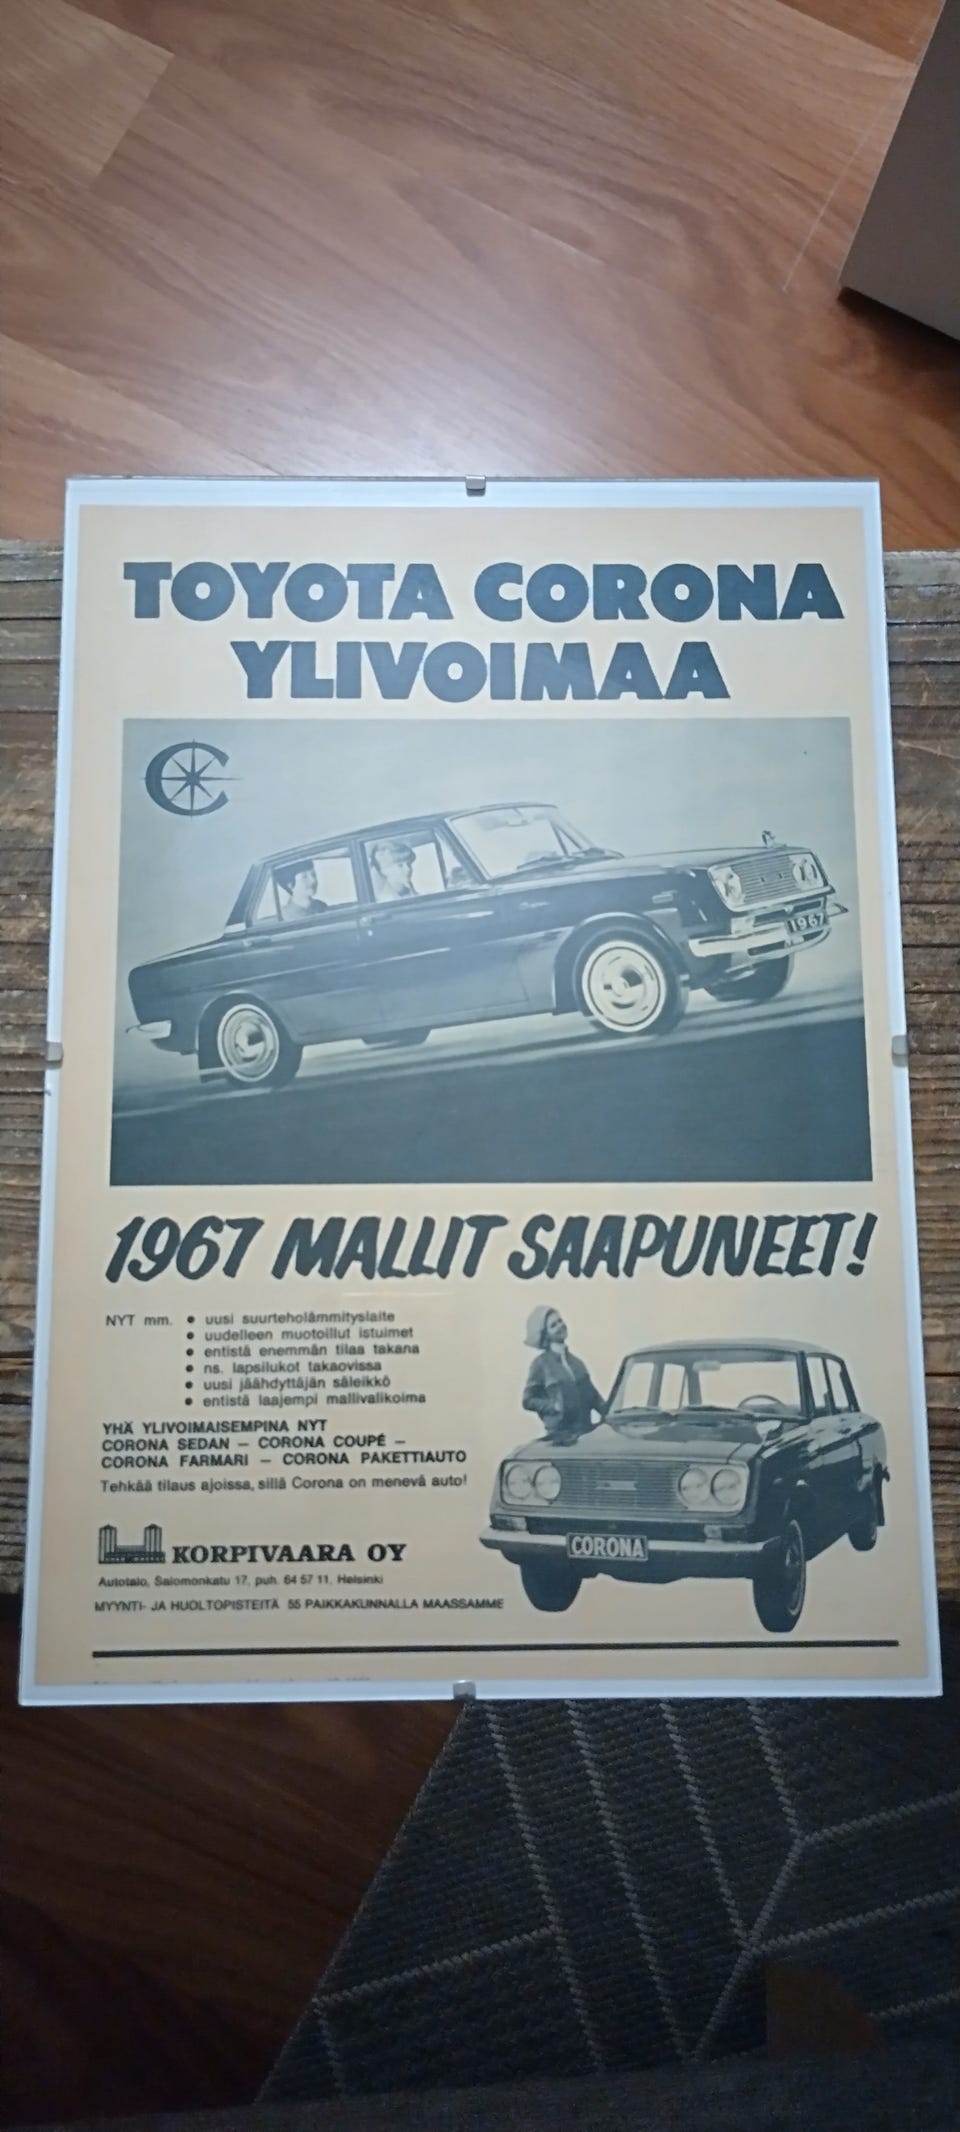 TOYOTA CORONA
YLIVOIMAA
1967
1967 MALLIT SAAPUNEET!
NYT mm. • uusi suurteholämmityslaite
• uudelleen muotoillut istuimet
• entistä enemmän tilaa takana
• ns. lapsilukot takaovissa
• uusi jäähdyttäjän säleikkö
• entistä laajempi mallivalikoima
YHÄ YLIVOIMAISEMPINA NYT
CORONA SEDAN – CORONA COUPÉ –
CORONA FARMARI – CORONA PAKETTIAUTO
Tehkää tilaus ajoissa, sillä Corona on menevä auto!
CORONA
KORPIVAARA OY
Autotalo, Salomonkatu 17, puh. 64 57 11, Helsinki
MYYNTI- JA HUOLTOPISTEITÄ 55 PAIKKAKUNNALLA MAASSAMME